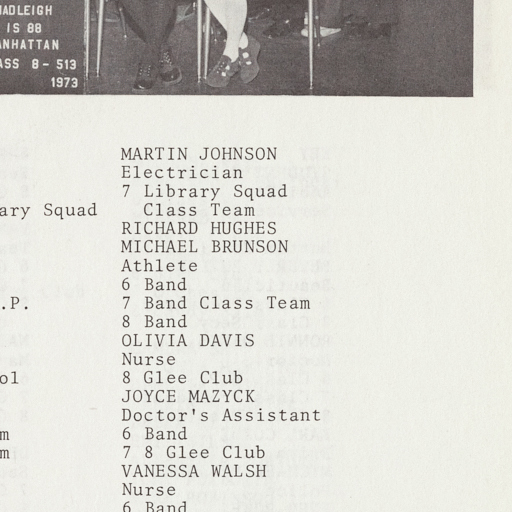 HADLEIGH
IS 88
MANHATTAN
CLASS 8-513
1973
MARTIN JOHNSON
Electrician
7 Library Squad
ary Squad
Class Team
RICHARD HUGHES
MICHAEL BRUNSON
Athlete
6 Band
.P.
7 Band Class Team
8 Band
OLIVIA DAVIS
Nurse
ol
8 Glee Club
JOYCE MAZYCK
Doctor's Assistant
m
6 Band
m
7 8 Glee Club
VANESSA WALSH
Nurse
6 Band